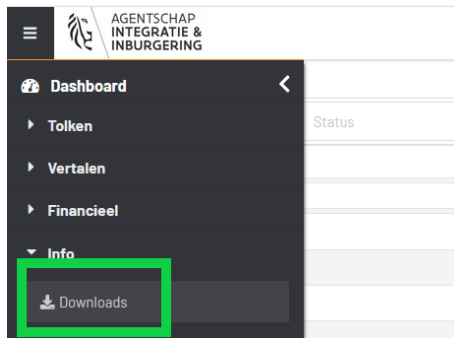 AGENTSCHAP
INTEGRATIE &
INBURGERING
Dashboard
Tolken
Status
Vertalen
Financieel
Info
Downloads